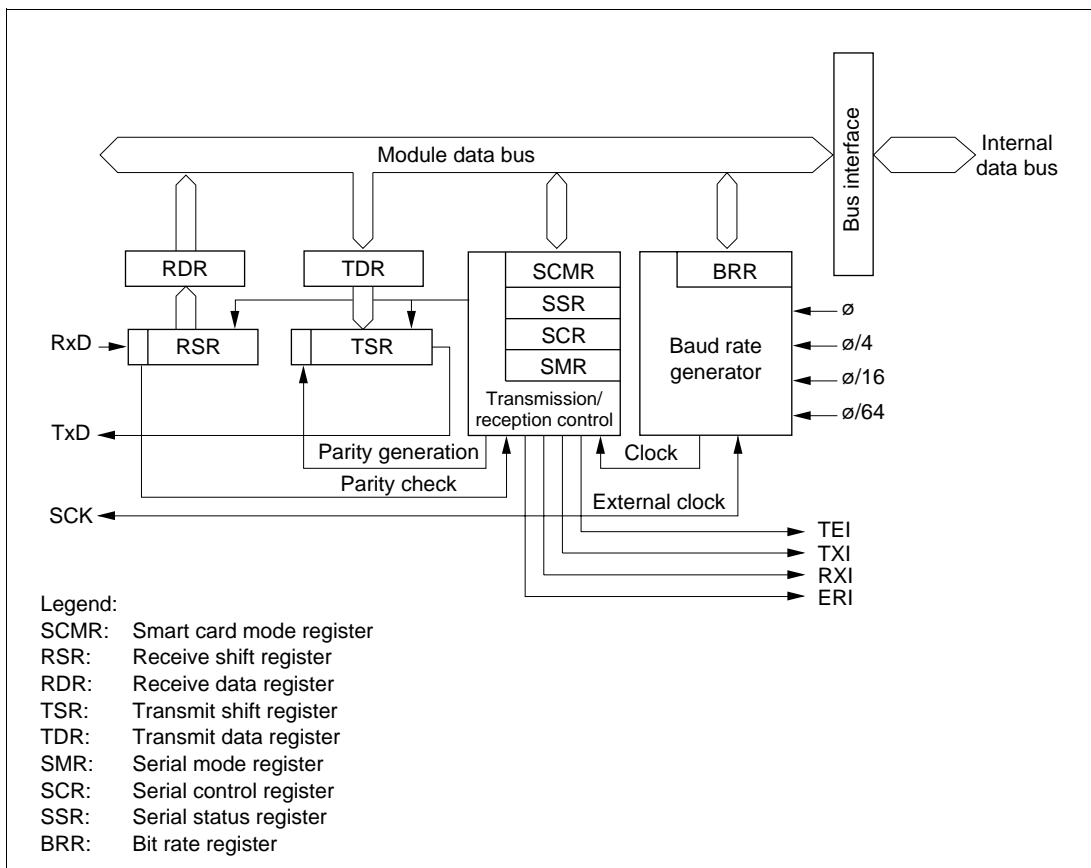 Bus interface
Internal
data bus
Module data bus
RDR
TDR
SCMR
BRR
SSR
ø
RxD
RSR
TSR
SCR
Baud rate
generator
ø/4
SMR
ø/16
Transmission/
reception control
ø/64
TxD
Parity generation
Clock
Parity check
External clock
SCK
TEI
TXI
RXI
ERI
Legend:
SCMR: Smart card mode register
RSR: Receive shift register
RDR: Receive data register
TSR: Transmit shift register
TDR: Transmit data register
SMR: Serial mode register
SCR: Serial control register
SSR: Serial status register
BRR: Bit rate register